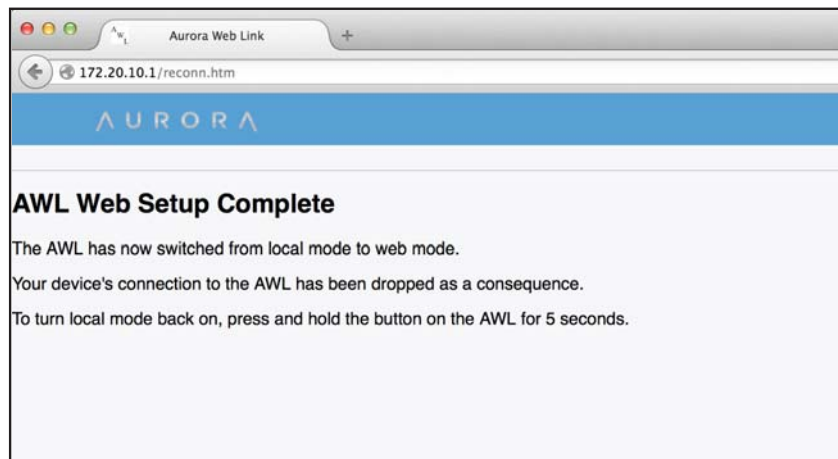 AWL
Aurora Web Link
172.20.10.1/reconn.htm
AURORA
AWL Web Setup Complete
The AWL has now switched from local mode to web mode.
Your device's connection to the AWL has been dropped as a consequence.
To turn local mode back on, press and hold the button on the AWL for 5 seconds.